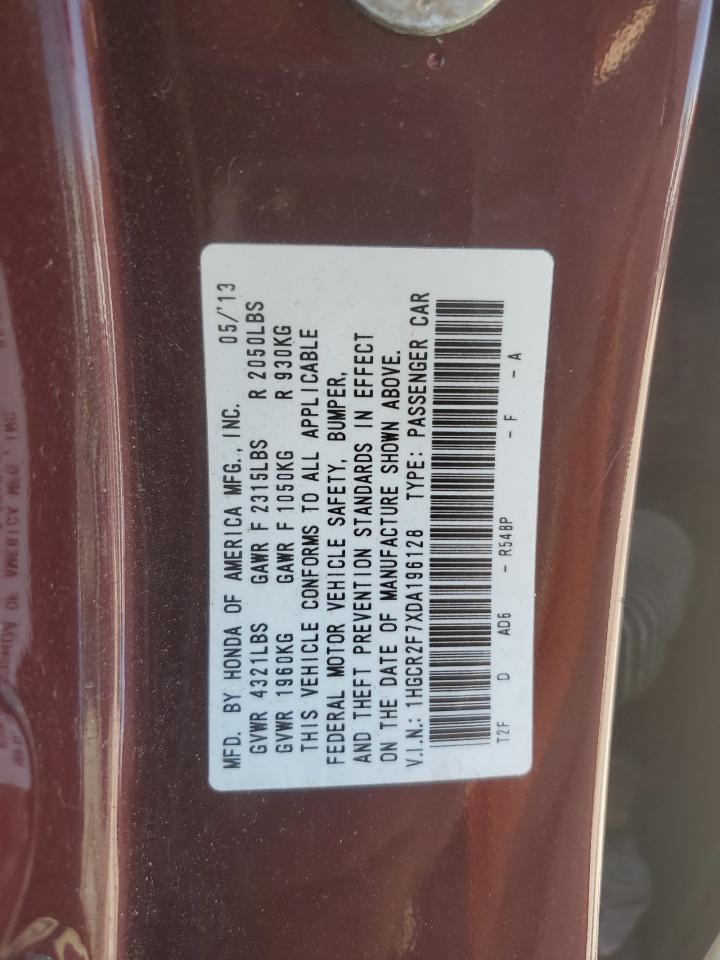 MFD. BY HONDA OF AMERICA MFG., INC. 05/'13
GVWR 4321LBS GAWR F 2315LBS R 2050LBS
GVWR 1960KG GAWR F 1050KG R 930KG
THIS VEHICLE CONFORMS TO ALL APPLICABLE
FEDERAL MOTOR VEHICLE SAFETY, BUMPER,
AND THEFT PREVENTION STANDARDS IN EFFECT
ON THE DATE OF MANUFACTURE SHOWN ABOVE.
V.I.N.: 1HGCR2F7XDA196128 TYPE: PASSENGER CAR
T2F D AD6 - R548P - F - A